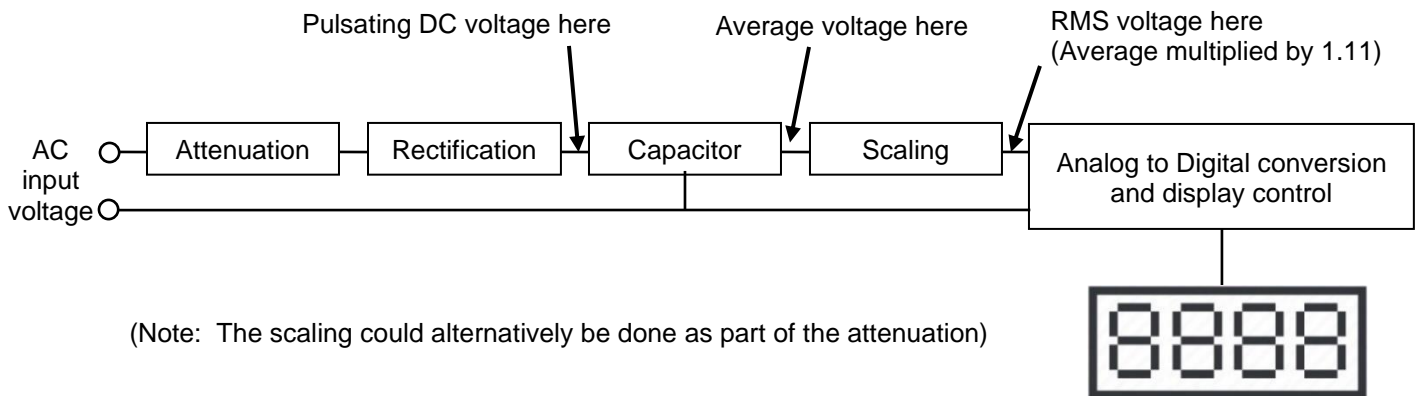 Pulsating DC voltage here
Average voltage here
RMS voltage here
(Average multiplied by 1.11)
AC
input
voltage
Attenuation
Rectification
Capacitor
Scaling
Analog to Digital conversion
and display control
(Note: The scaling could alternatively be done as part of the attenuation)
8888